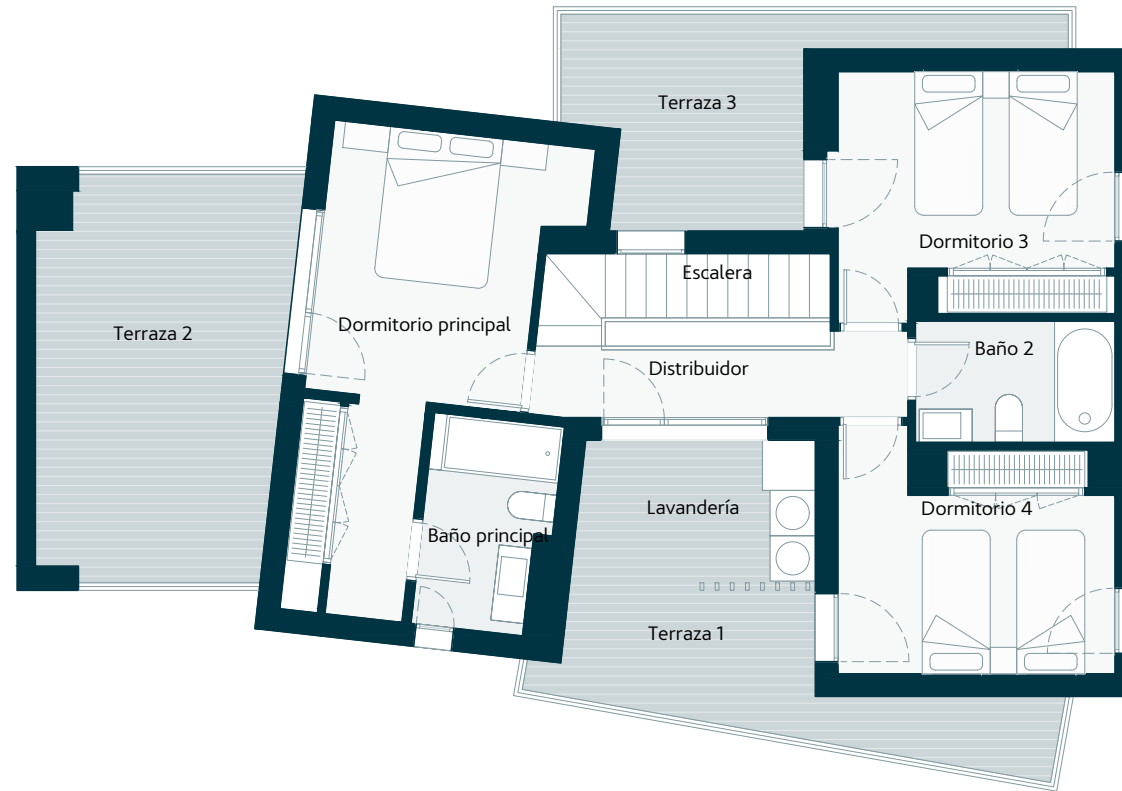 Terraza 3
Dormitorio 3
Escalera
Dormitorio principal
Terraza 2
Baño 2
Distribuidor
Lavandería
Dormitorio 4
Baño principal
Terraza 1